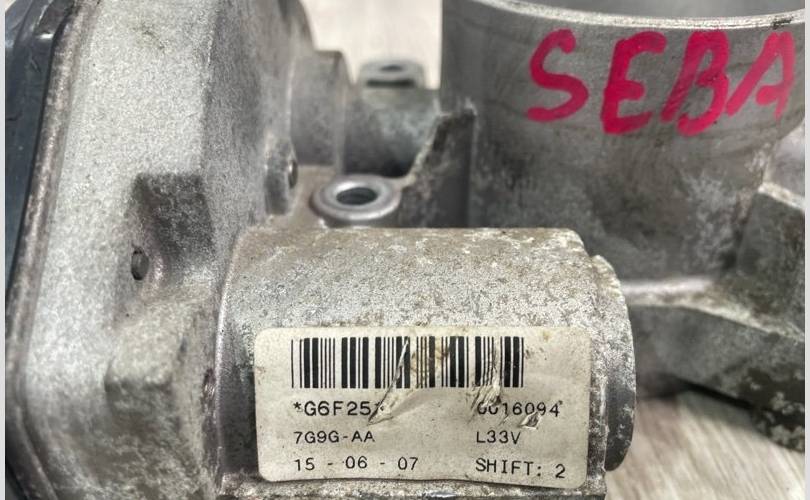 SEBA
*G6F25 0016094
7G9G-AA L33V
15 - 06 - 07 SHIFT: 2